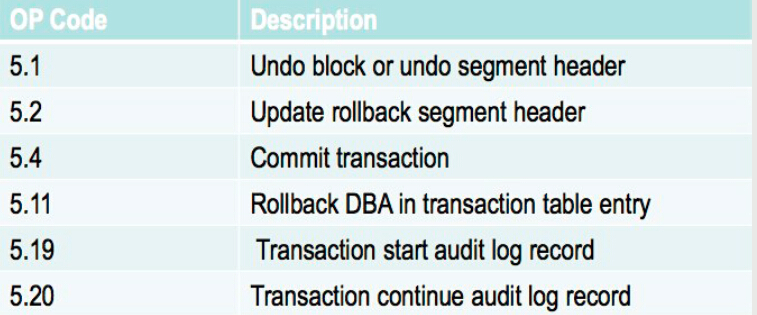 OP Code Description
5.1 Undo block or undo segment header
5.2 Update rollback segment header
5.4 Commit transaction
5.11 Rollback DBA in transaction table entry
5.19 Transaction start audit log record
5.20 Transaction continue audit log record